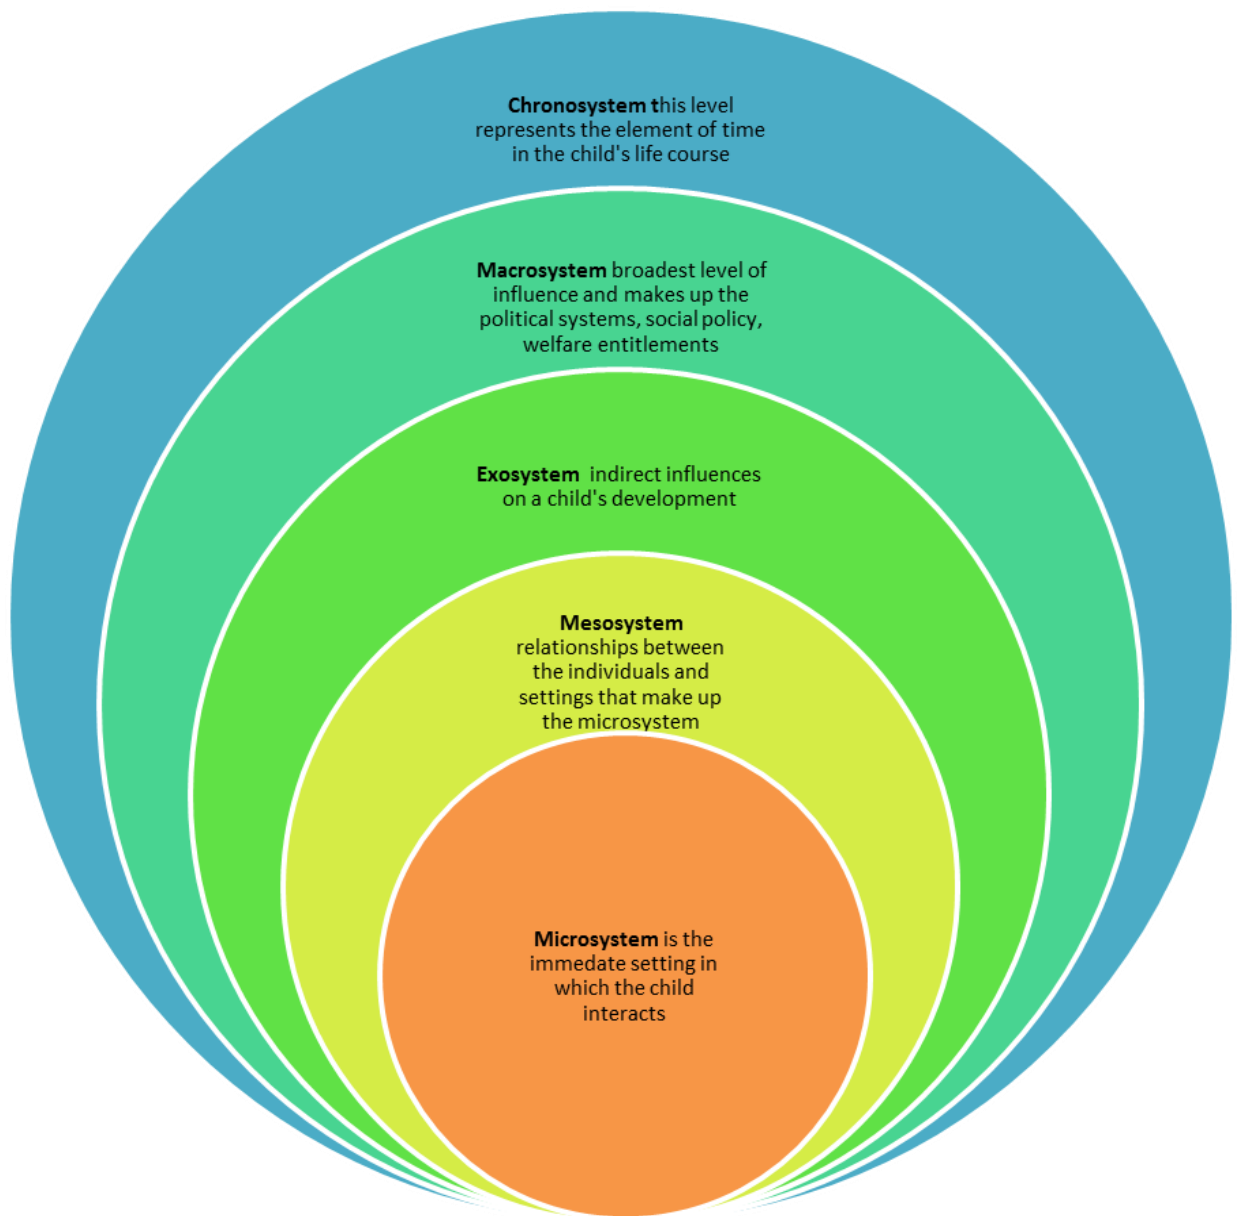 Chronosystem this level
represents the element of time
in the child's life course
Macrosystem broadest level of
influence and makes up the
political systems, social policy,
welfare entitlements
Exosystem  indirect influences
on a child's development
Mesosystem
relationships between
the individuals and
settings that make up
the microsystem
Microsystem is the
immedate setting in
which the child
interacts